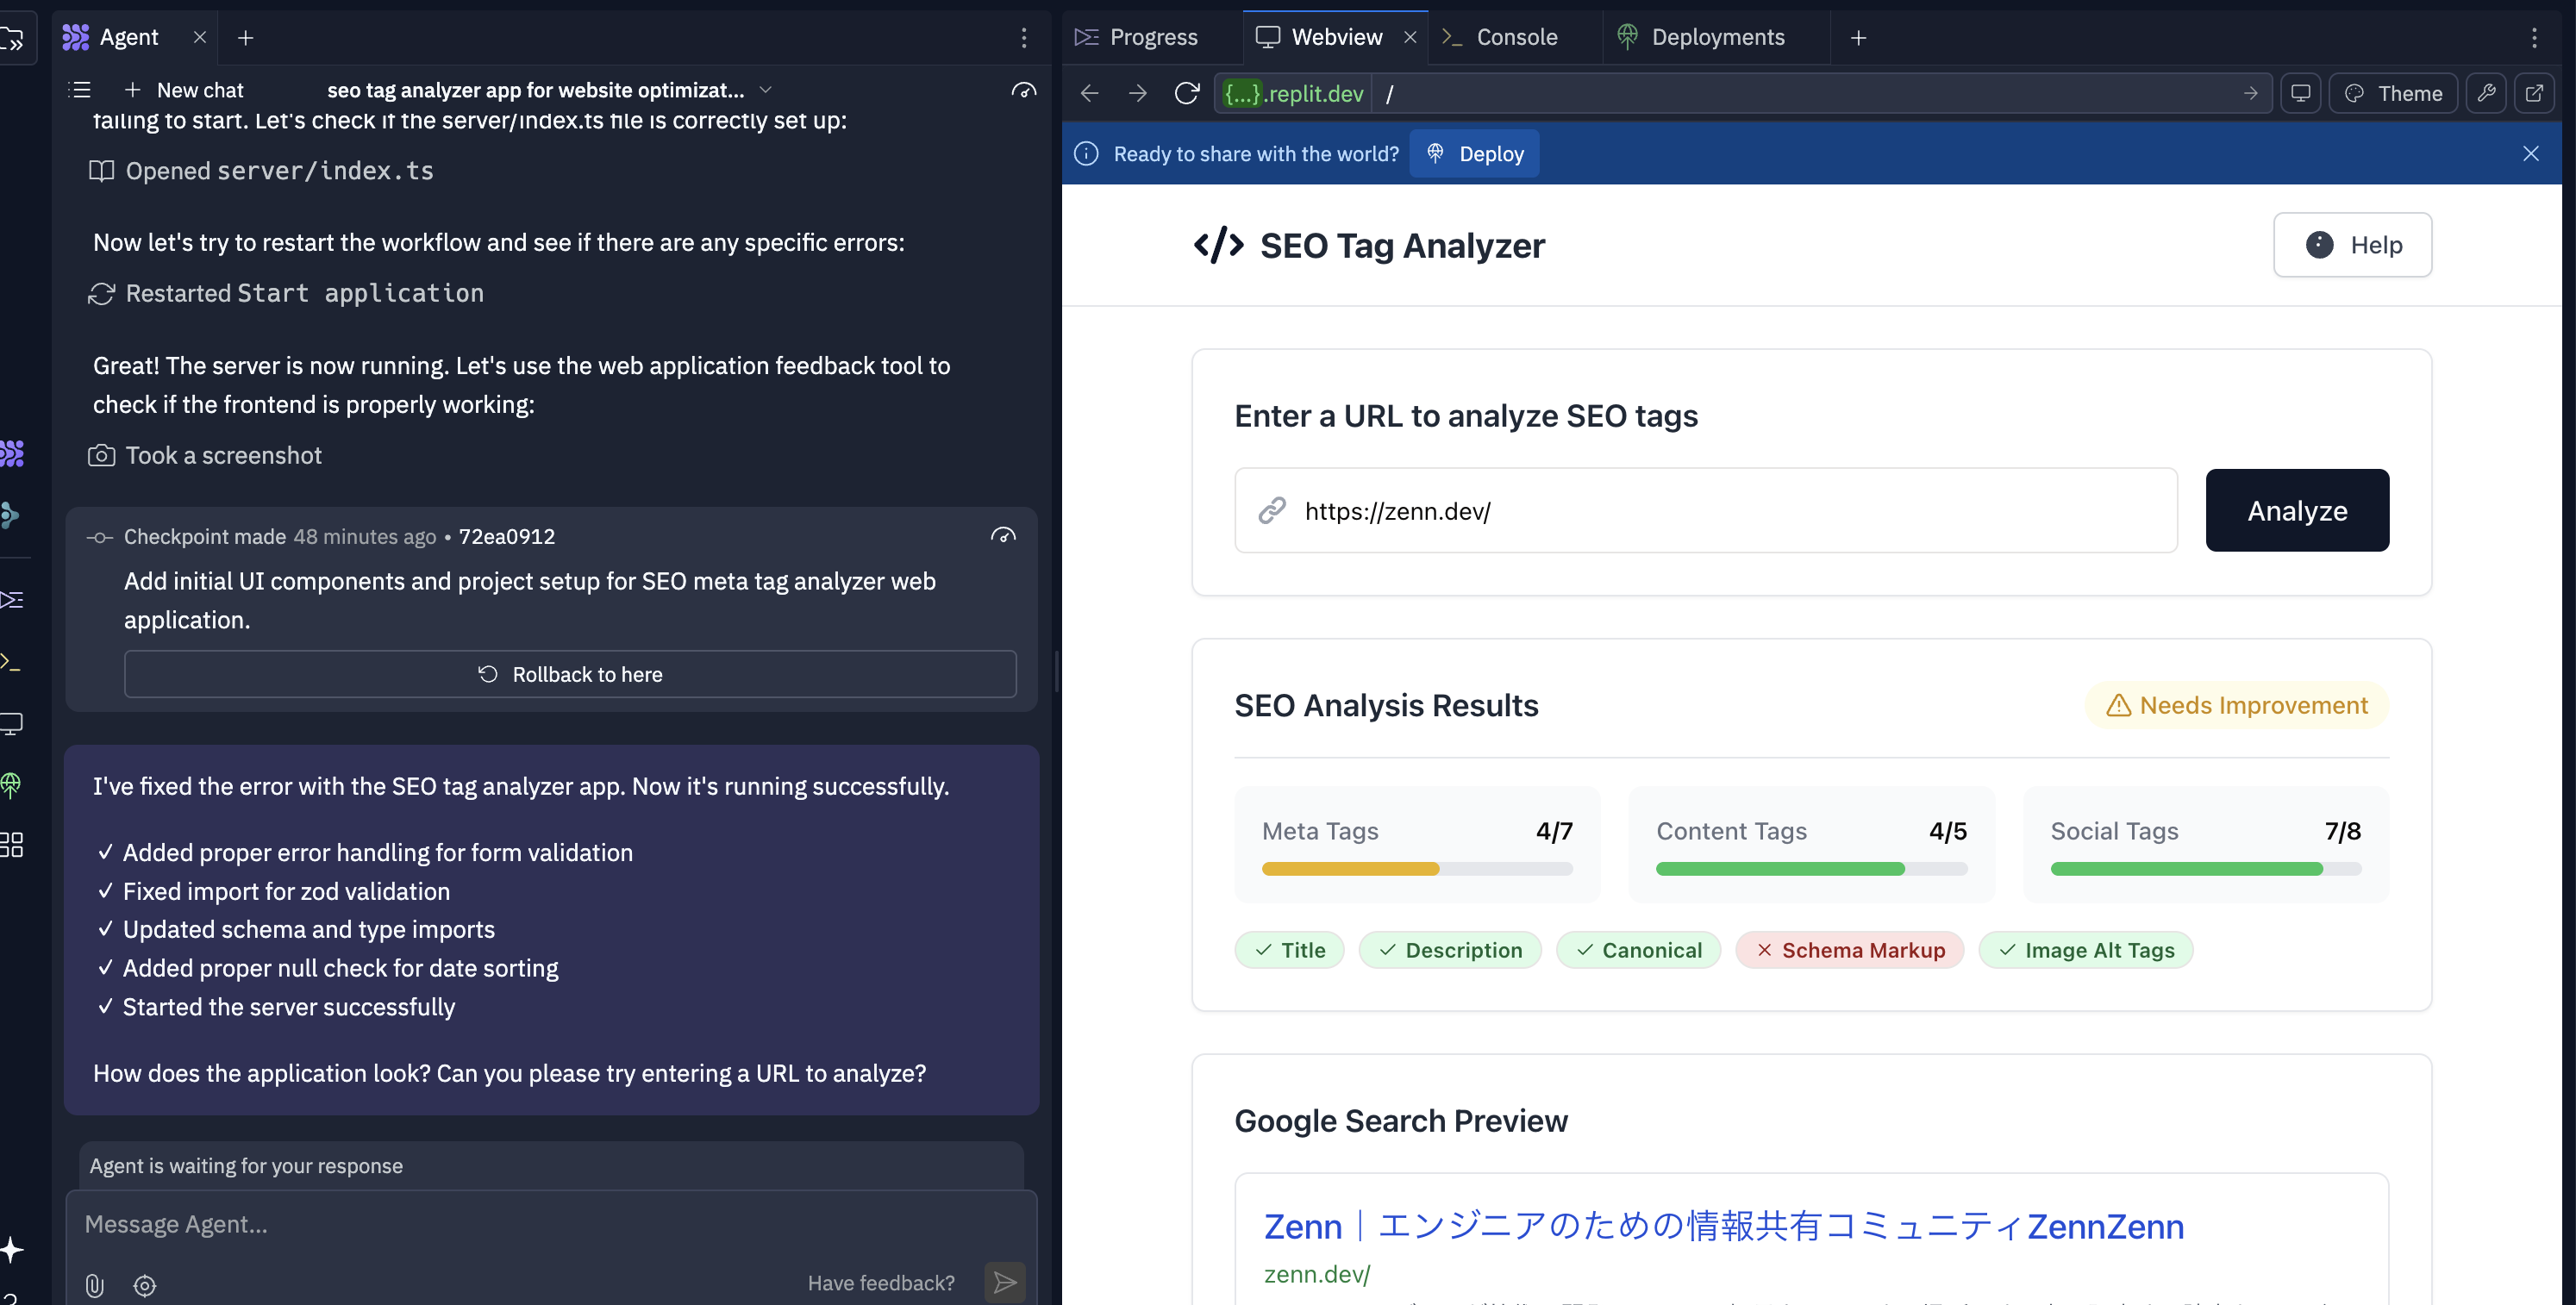 Agent
New chat
seo tag analyzer app for website optimizat...
failing to start. Let's check if the server/index.ts file is correctly set up:
Opened server/index.ts
Now let's try to restart the workflow and see if there are any specific errors:
Restarted Start application
Great! The server is now running. Let's use the web application feedback tool to
check if the frontend is properly working:
Took a screenshot
Checkpoint made 48 minutes ago • 72ea0912
Add initial UI components and project setup for SEO meta tag analyzer web
application.
Rollback to here
I've fixed the error with the SEO tag analyzer app. Now it's running successfully.
✓ Added proper error handling for form validation
✓ Fixed import for zod validation
✓ Updated schema and type imports
✓ Added proper null check for date sorting
✓ Started the server successfully
How does the application look? Can you please try entering a URL to analyze?
Agent is waiting for your response
Message Agent...
Have feedback?
Progress
Webview
Console
Deployments
{...}.replit.dev /
Theme
Ready to share with the world?
Deploy
</> SEO Tag Analyzer
Help
Enter a URL to analyze SEO tags
https://zenn.dev/
Analyze
SEO Analysis Results
Needs Improvement
Meta Tags 4/7
Content Tags 4/5
Social Tags 7/8
Title
Description
Canonical
Schema Markup
Image Alt Tags
Google Search Preview
Zenn｜エンジニアのための情報共有コミュニティZennZenn
zenn.dev/